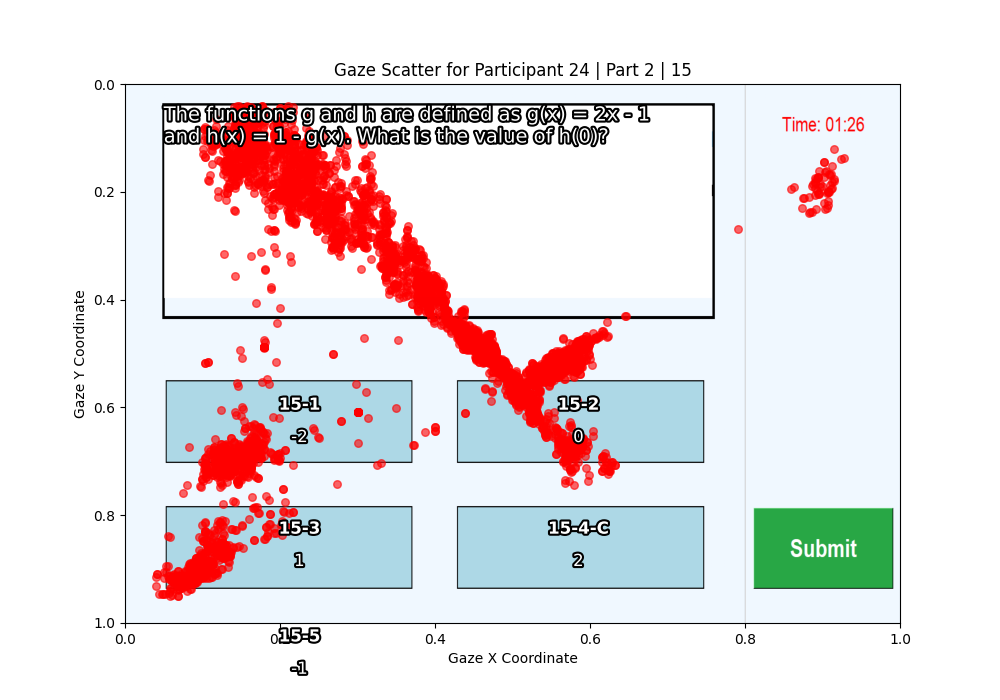 Gaze Scatter for Participant 24 | Part 2 | 15
0.0
0.2
0.4
0.6
0.8
1.0
Gaze Y Coordinate
The functions g and h are defined as g(x) = 2x - 1
and h(x) = 1 - g(x). What is the value of h(0)?
Time: 01:26
15-1
-2
15-2
0
15-3
1
15-4-C
2
Submit
15-5
-1
0.0
0.2
0.4
0.6
0.8
1.0
Gaze X Coordinate